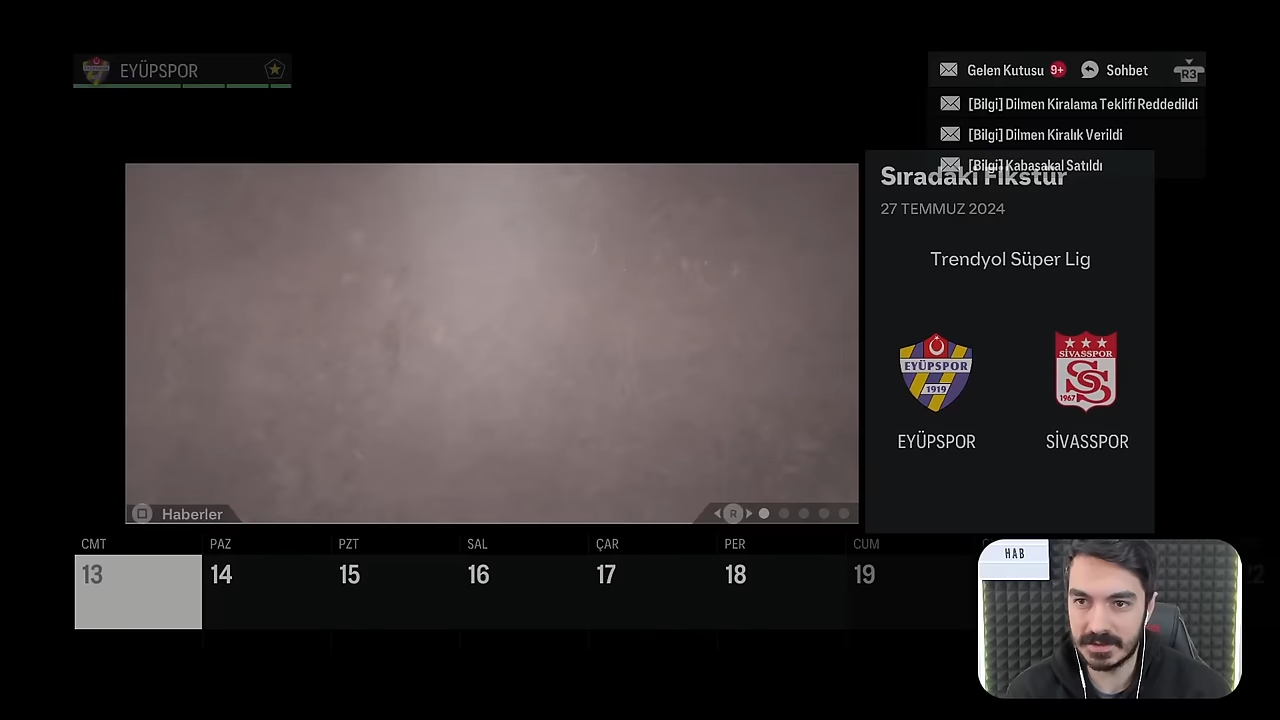 EYÜPSPOR
Gelen Kutusu 9+ Sohbet R3
[Bilgi] Dilmen Kiralama Teklifi Reddedildi
[Bilgi] Dilmen Kiralık Verildi
[Bilgi] Kabasakal Satıldı
Sıradaki Fikstür
27 TEMMUZ 2024
Trendyol Süper Lig
EYÜPSPOR
1919
SİVASSPOR
1967
EYÜPSPOR
SİVASSPOR
Haberler
R
CMT PAZ PZT SAL ÇAR PER CUM
13 14 15 16 17 18 19
HAB